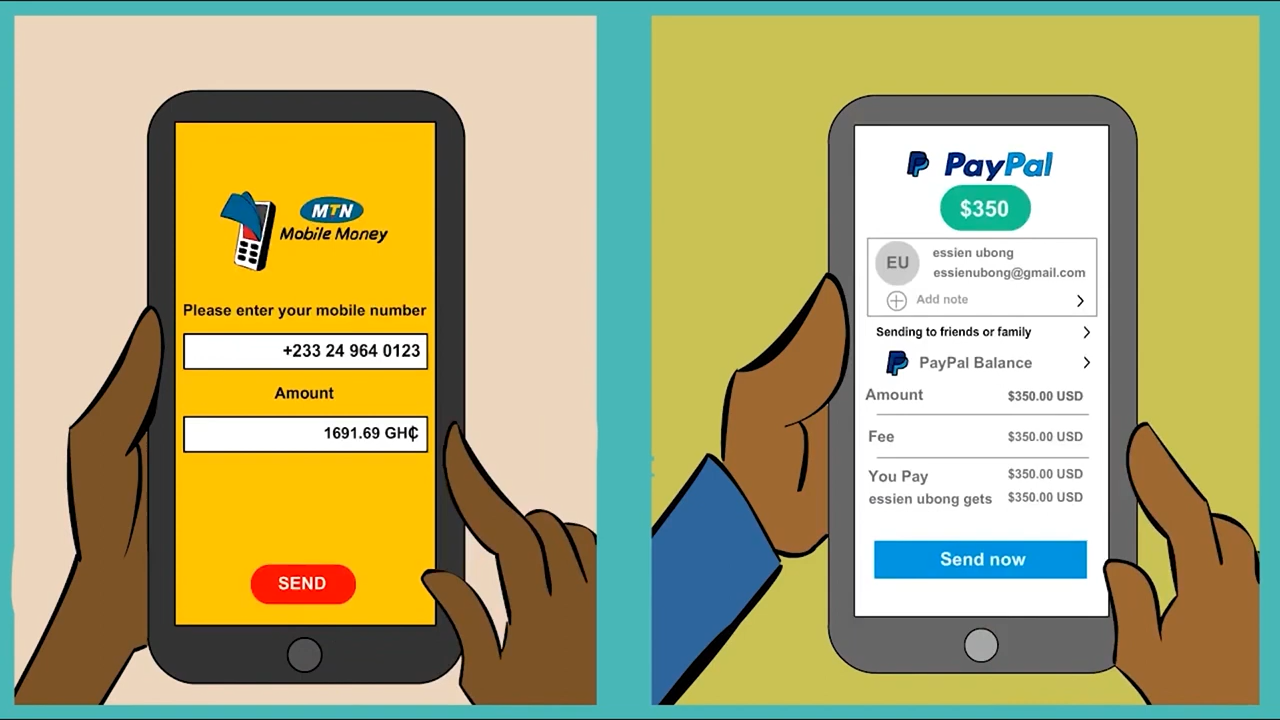 MTN
Mobile Money
Please enter your mobile number
+233 24 964 0123
Amount
1691.69 GH₵
SEND
PayPal
$350
EU
essien ubong
essienubong@gmail.com
Add note
Sending to friends or family
PayPal Balance
Amount $350.00 USD
Fee $350.00 USD
You Pay $350.00 USD
essien ubong gets $350.00 USD
Send now